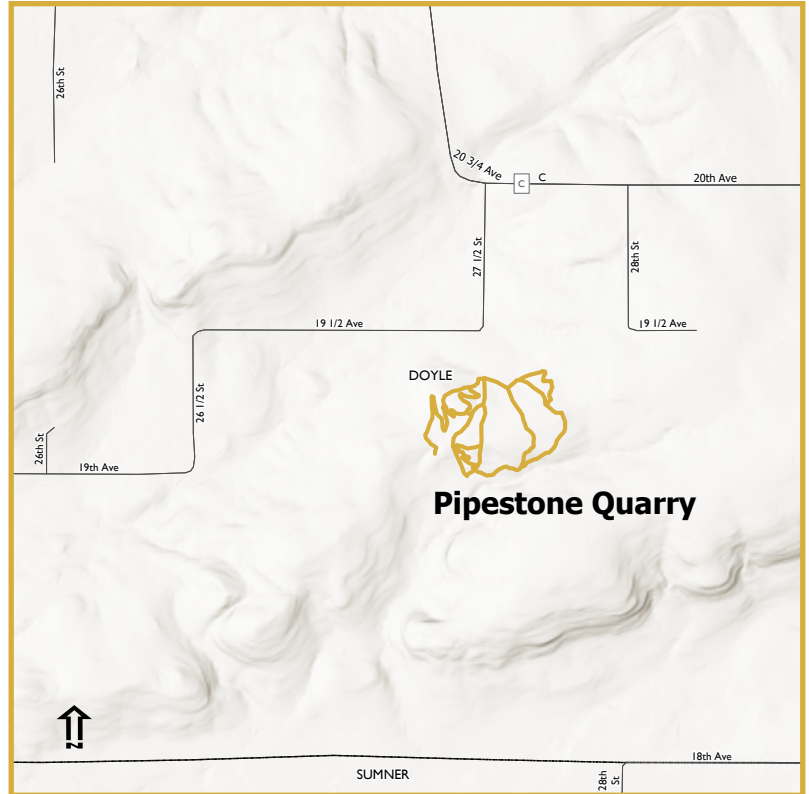 26th St
20 3/4 Ave
C
C
20th Ave
27 1/2 St
28th St
19 1/2 Ave
19 1/2 Ave
DOYLE
26 1/2 St
26th St
19th Ave
Pipestone Quarry
N
18th Ave
SUMNER
28th
St